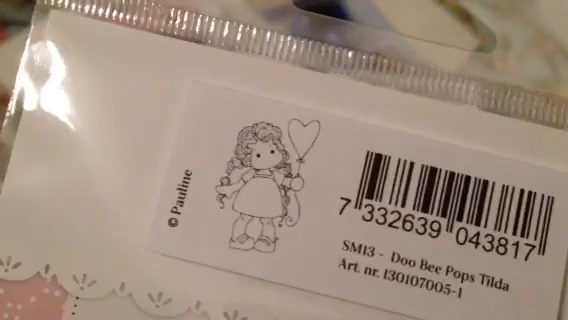 © Pauline
7 332639 043817
SM13 - Doo Bee Pops Tilda
Art. nr. 130107005-1